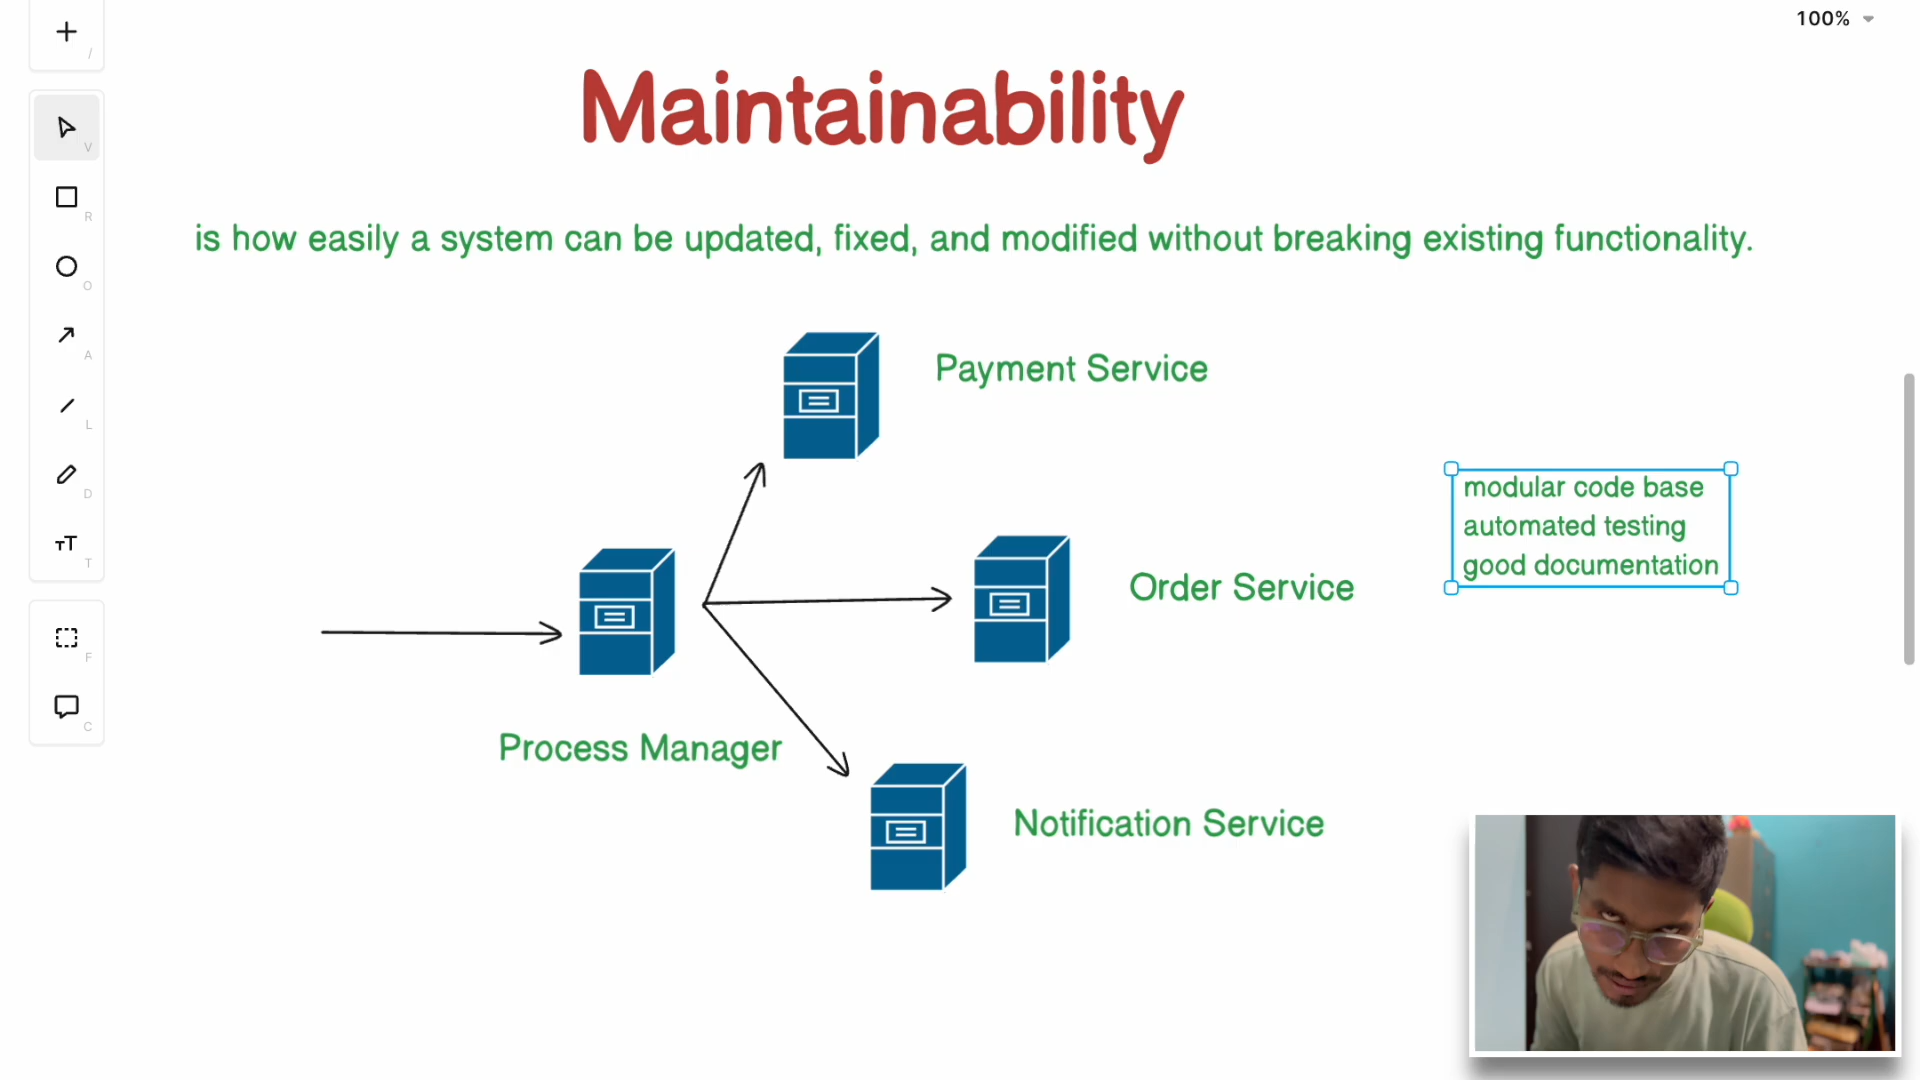 100%
/
Maintainability
V
R
is how easily a system can be updated, fixed, and modified without breaking existing functionality.
O
A
Payment Service
L
D
modular code base
automated testing
good documentation
T
Order Service
F
C
Process Manager
Notification Service